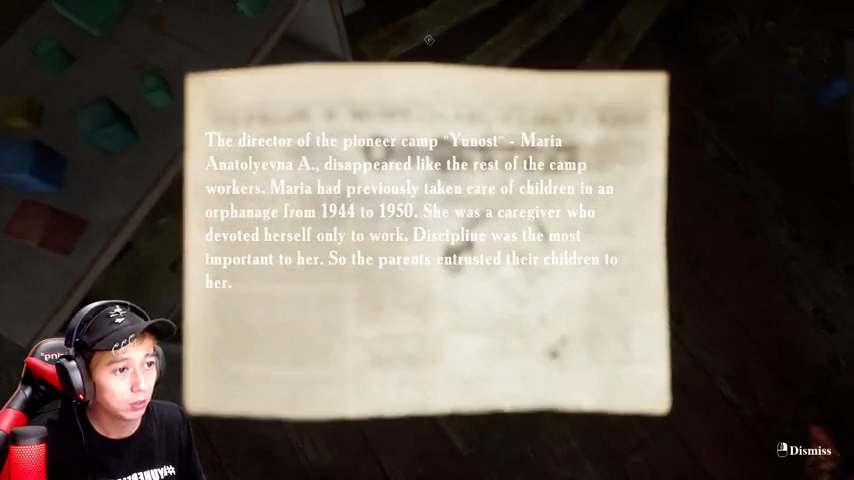 The director of the pioneer camp "Yunost" - Maria
Anatolyevna A., disappeared like the rest of the camp
workers. Maria had previously taken care of children in an
orphanage from 1944 to 1950. She was a caregiver who
devoted herself only to work. Discipline was the most
important to her. So the parents entrusted their children to
her.
Dismiss